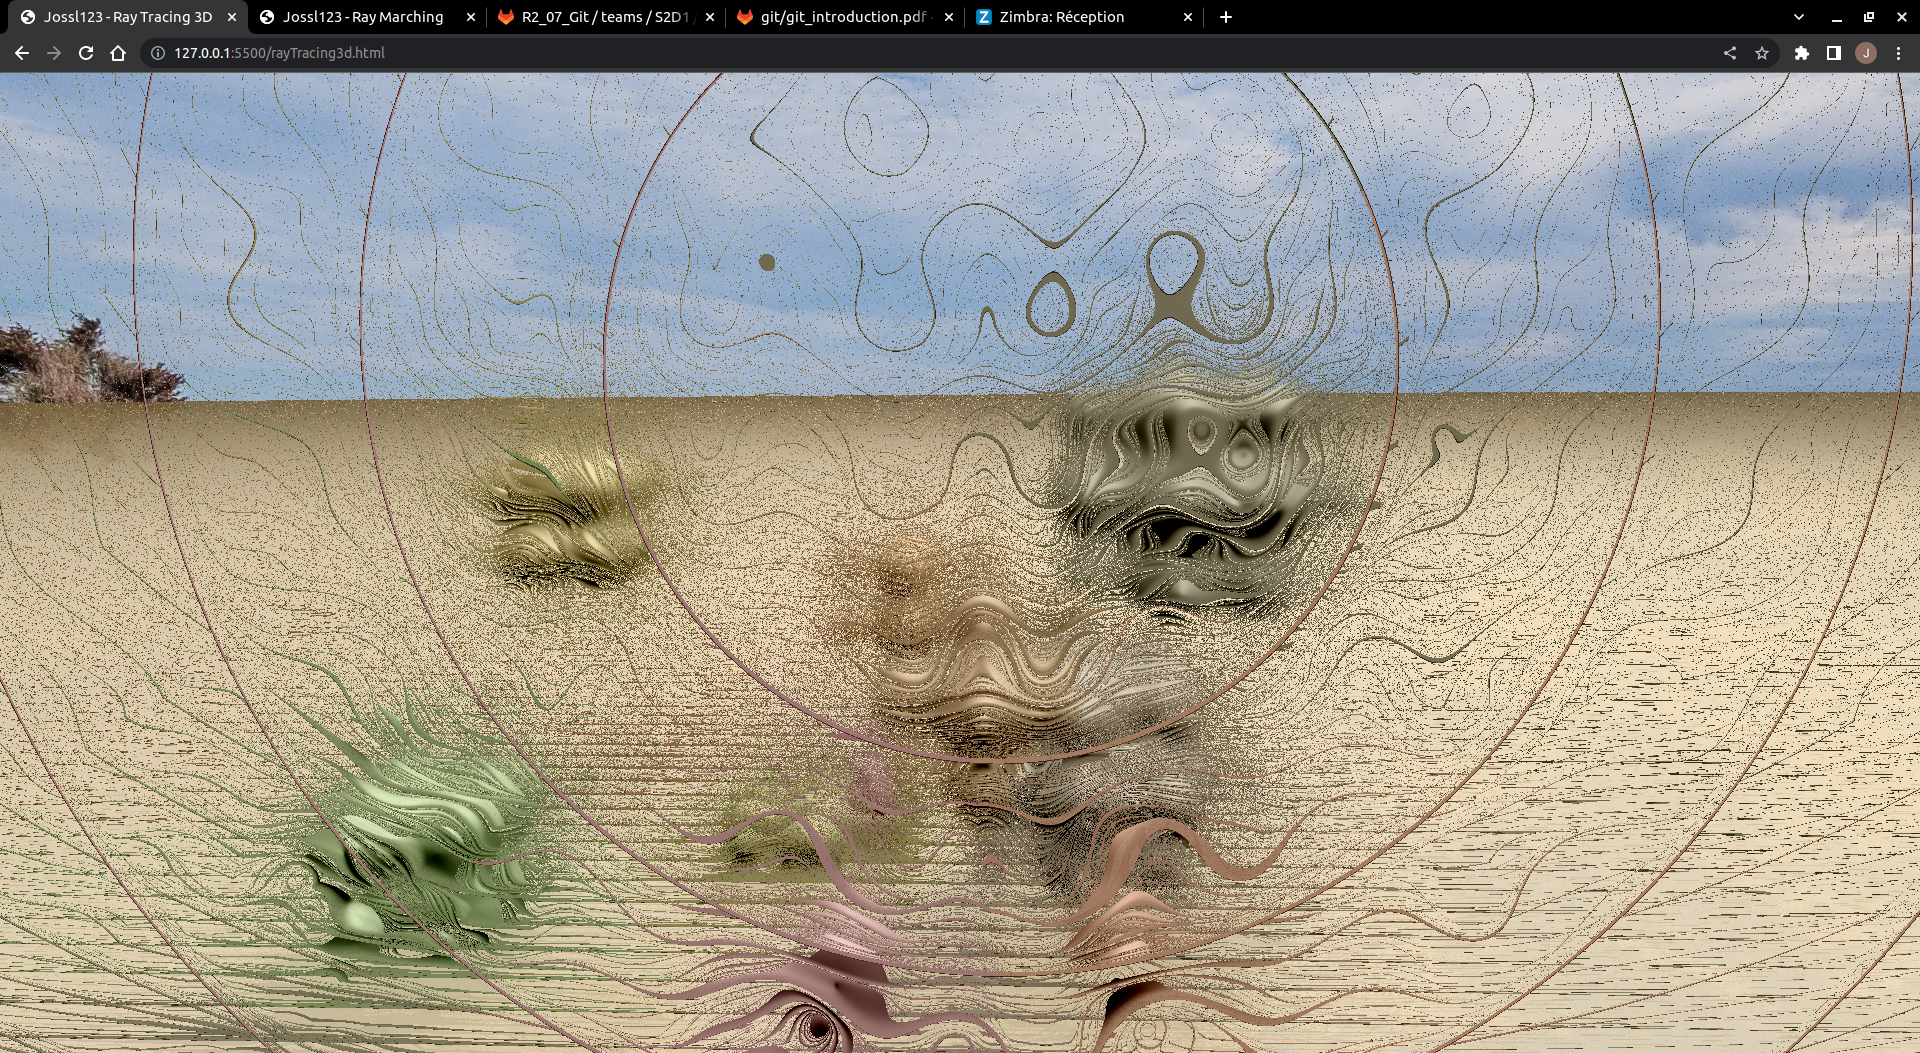 Jossl123 - Ray Tracing 3D
Jossl123 - Ray Marching
R2_07_Git / teams / S2D1
git/git_introduction.pdf
Zimbra: Réception
127.0.0.1:5500/rayTracing3d.html
J